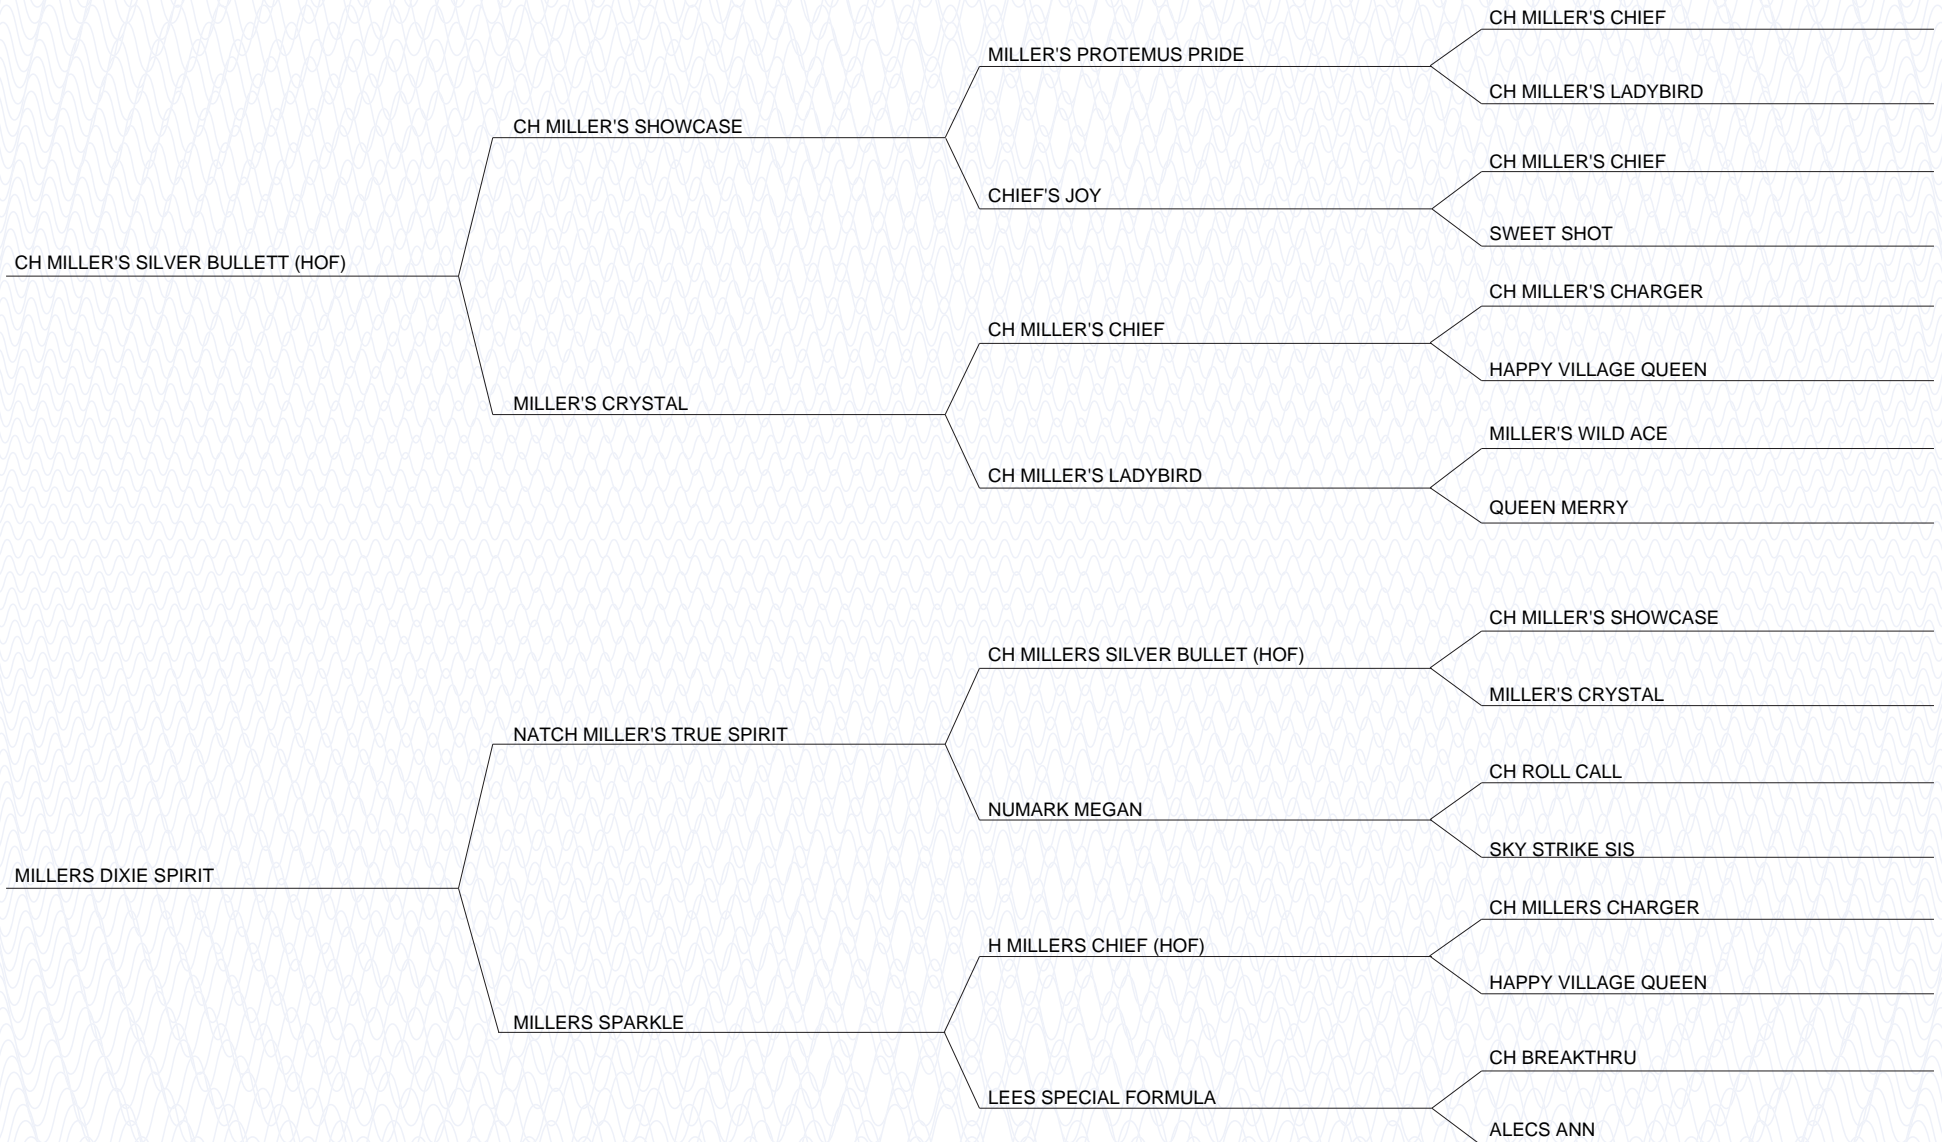 CH MILLER'S CHIEF
MILLER'S PROTEMUS PRIDE
CH MILLER'S LADYBIRD
CH MILLER'S SHOWCASE
CH MILLER'S CHIEF
CHIEF'S JOY
SWEET SHOT
CH MILLER'S SILVER BULLETT (HOF)
CH MILLER'S CHARGER
CH MILLER'S CHIEF
HAPPY VILLAGE QUEEN
MILLER'S CRYSTAL
MILLER'S WILD ACE
CH MILLER'S LADYBIRD
QUEEN MERRY
CH MILLER'S SHOWCASE
CH MILLERS SILVER BULLET (HOF)
MILLER'S CRYSTAL
NATCH MILLER'S TRUE SPIRIT
CH ROLL CALL
NUMARK MEGAN
SKY STRIKE SIS
MILLERS DIXIE SPIRIT
CH MILLERS CHARGER
H MILLERS CHIEF (HOF)
HAPPY VILLAGE QUEEN
MILLERS SPARKLE
CH BREAKTHRU
LEES SPECIAL FORMULA
ALECS ANN